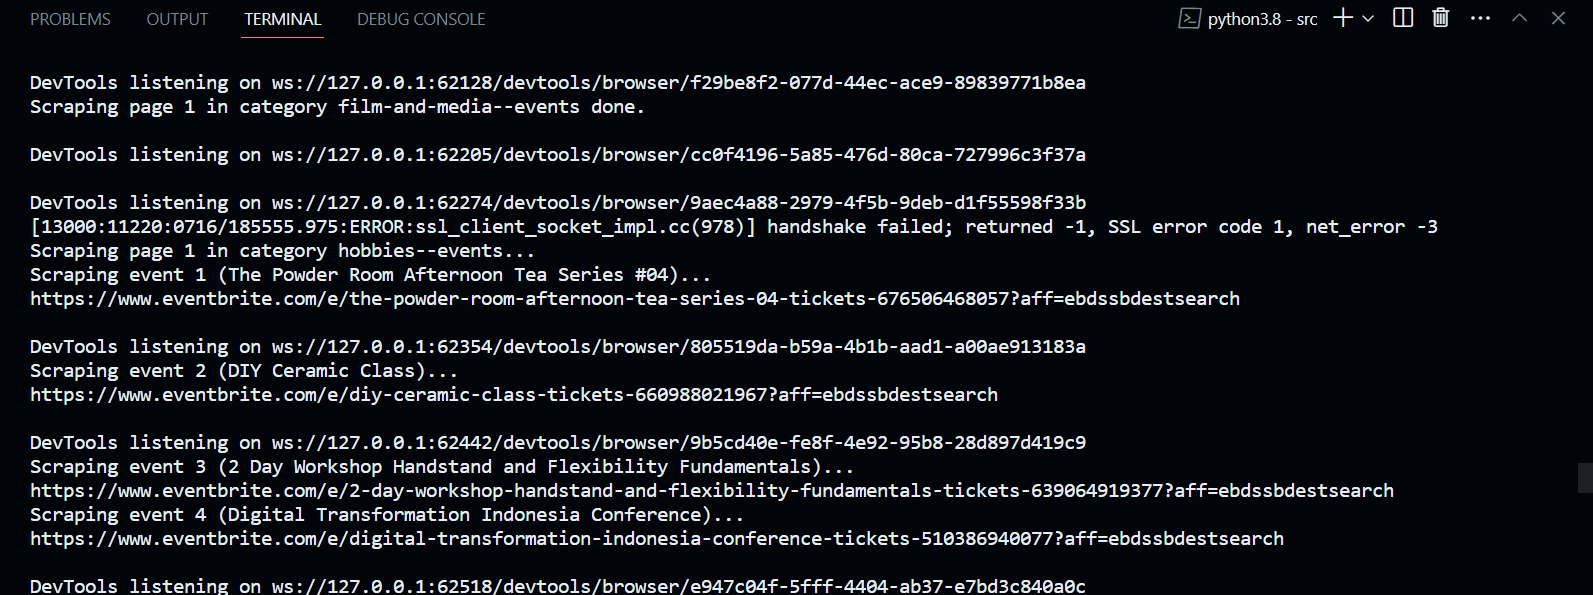 PROBLEMS OUTPUT TERMINAL DEBUG CONSOLE python3.8 - src
DevTools listening on ws://127.0.0.1:62128/devtools/browser/f29be8f2-077d-44ec-ace9-89839771b8ea
Scraping page 1 in category film-and-media--events done.
DevTools listening on ws://127.0.0.1:62205/devtools/browser/cc0f4196-5a85-476d-80ca-727996c3f37a
DevTools listening on ws://127.0.0.1:62274/devtools/browser/9aec4a88-2979-4f5b-9deb-d1f55598f33b
[13000:11220:0716/185555.975:ERROR:ssl_client_socket_impl.cc(978)] handshake failed; returned -1, SSL error code 1, net_error -3
Scraping page 1 in category hobbies--events...
Scraping event 1 (The Powder Room Afternoon Tea Series #04)...
https://www.eventbrite.com/e/the-powder-room-afternoon-tea-series-04-tickets-676506468057?aff=ebdssbdestsearch
DevTools listening on ws://127.0.0.1:62354/devtools/browser/805519da-b59a-4b1b-aad1-a00ae913183a
Scraping event 2 (DIY Ceramic Class)...
https://www.eventbrite.com/e/diy-ceramic-class-tickets-660988021967?aff=ebdssbdestsearch
DevTools listening on ws://127.0.0.1:62442/devtools/browser/9b5cd40e-fe8f-4e92-95b8-28d897d419c9
Scraping event 3 (2 Day Workshop Handstand and Flexibility Fundamentals)...
https://www.eventbrite.com/e/2-day-workshop-handstand-and-flexibility-fundamentals-tickets-639064919377?aff=ebdssbdestsearch
Scraping event 4 (Digital Transformation Indonesia Conference)...
https://www.eventbrite.com/e/digital-transformation-indonesia-conference-tickets-510386940077?aff=ebdssbdestsearch
DevTools listening on ws://127.0.0.1:62518/devtools/browser/e947c04f-5fff-4404-ab37-e7bd3c840a0c